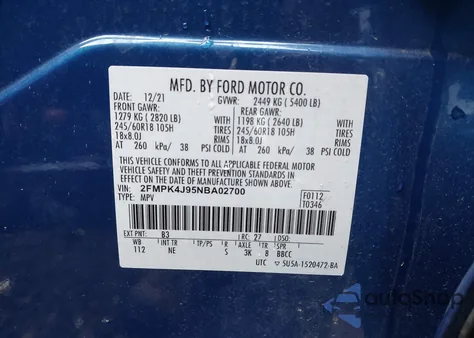 MFD. BY FORD MOTOR CO.
DATE: 12/21 GVWR: 2449 KG ( 5400 LB)
FRONT GAWR: REAR GAWR:
1279 KG ( 2820 LB) WITH 1198 KG ( 2640 LB) WITH
245/60R18 105H TIRES 245/60R18 105H TIRES
18x8.0J RIMS 18x8.0J RIMS
AT 260 kPa/ 38 PSI COLD AT 260 kPa/ 38 PSI COLD
THIS VEHICLE CONFORMS TO ALL APPLICABLE FEDERAL MOTOR
VEHICLE SAFETY AND THEFT PREVENTION STANDARDS IN EFFECT
ON THE DATE OF MANUFACTURE SHOWN ABOVE.
VIN: 2FMPK4J95NBA02700 F0112
TYPE: MPV T0346
EXT PNT: B3 RC: 27 DSO:
WB INT TR TP/PS R AXLE TR SPR
112 NE S 3K 8 BBCC
UTC 5U5A-1520472-BA
AutoSnap